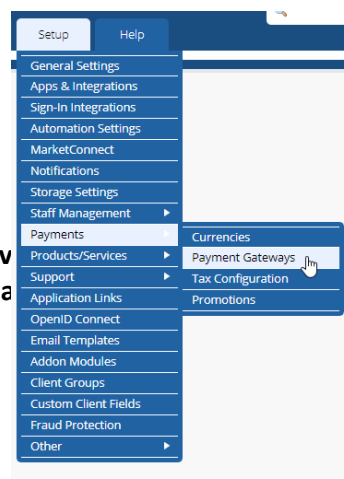 Setup
Help
General Settings
Apps & Integrations
Sign-In Integrations
Automation Settings
MarketConnect
Notifications
Storage Settings
Staff Management
Payments
Products/Services
Support
Application Links
OpenID Connect
Email Templates
Addon Modules
Client Groups
Custom Client Fields
Fraud Protection
Other
Currencies
Payment Gateways
Tax Configuration
Promotions